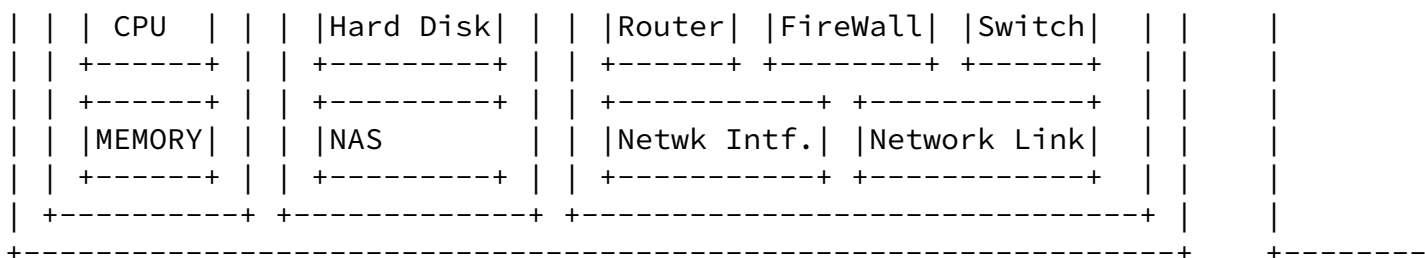 | | | CPU  | | | |Hard Disk| | | |Router| |FireWall| |Switch|  | |    |
| | +------+ | | +---------+ | | +------+ +--------+ +------+  | |    |
| | +------+ | | +---------+ | | +-----------+ +------------+  | |    |
| | |MEMORY| | | |NAS      | | | |Netwk Intf.| |Network Link|  | |    |
| | +------+ | | +---------+ | | +-----------+ +------------+  | |    |
| +----------+ +-------------+ +-------------------------------+ |    |
+----------------------------------------------------------------+    +--------